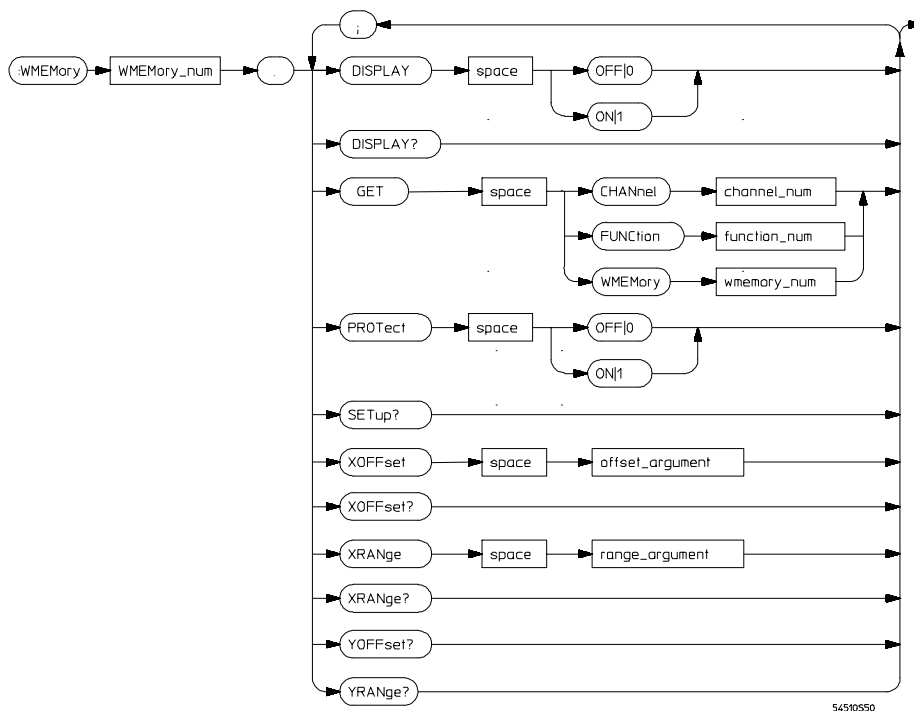 ;
:WMEMory WMEMory_num . DISPLAY space OFF|0
ON|1
DISPLAY?
GET space CHANnel channel_num
FUNCtion function_num
WMEMory wmemory_num
PROTect space OFF|0
ON|1
SETup?
XOFFset space offset_argument
XOFFset?
XRANge space range_argument
XRANge?
YOFFset?
YRANge?
54510S50